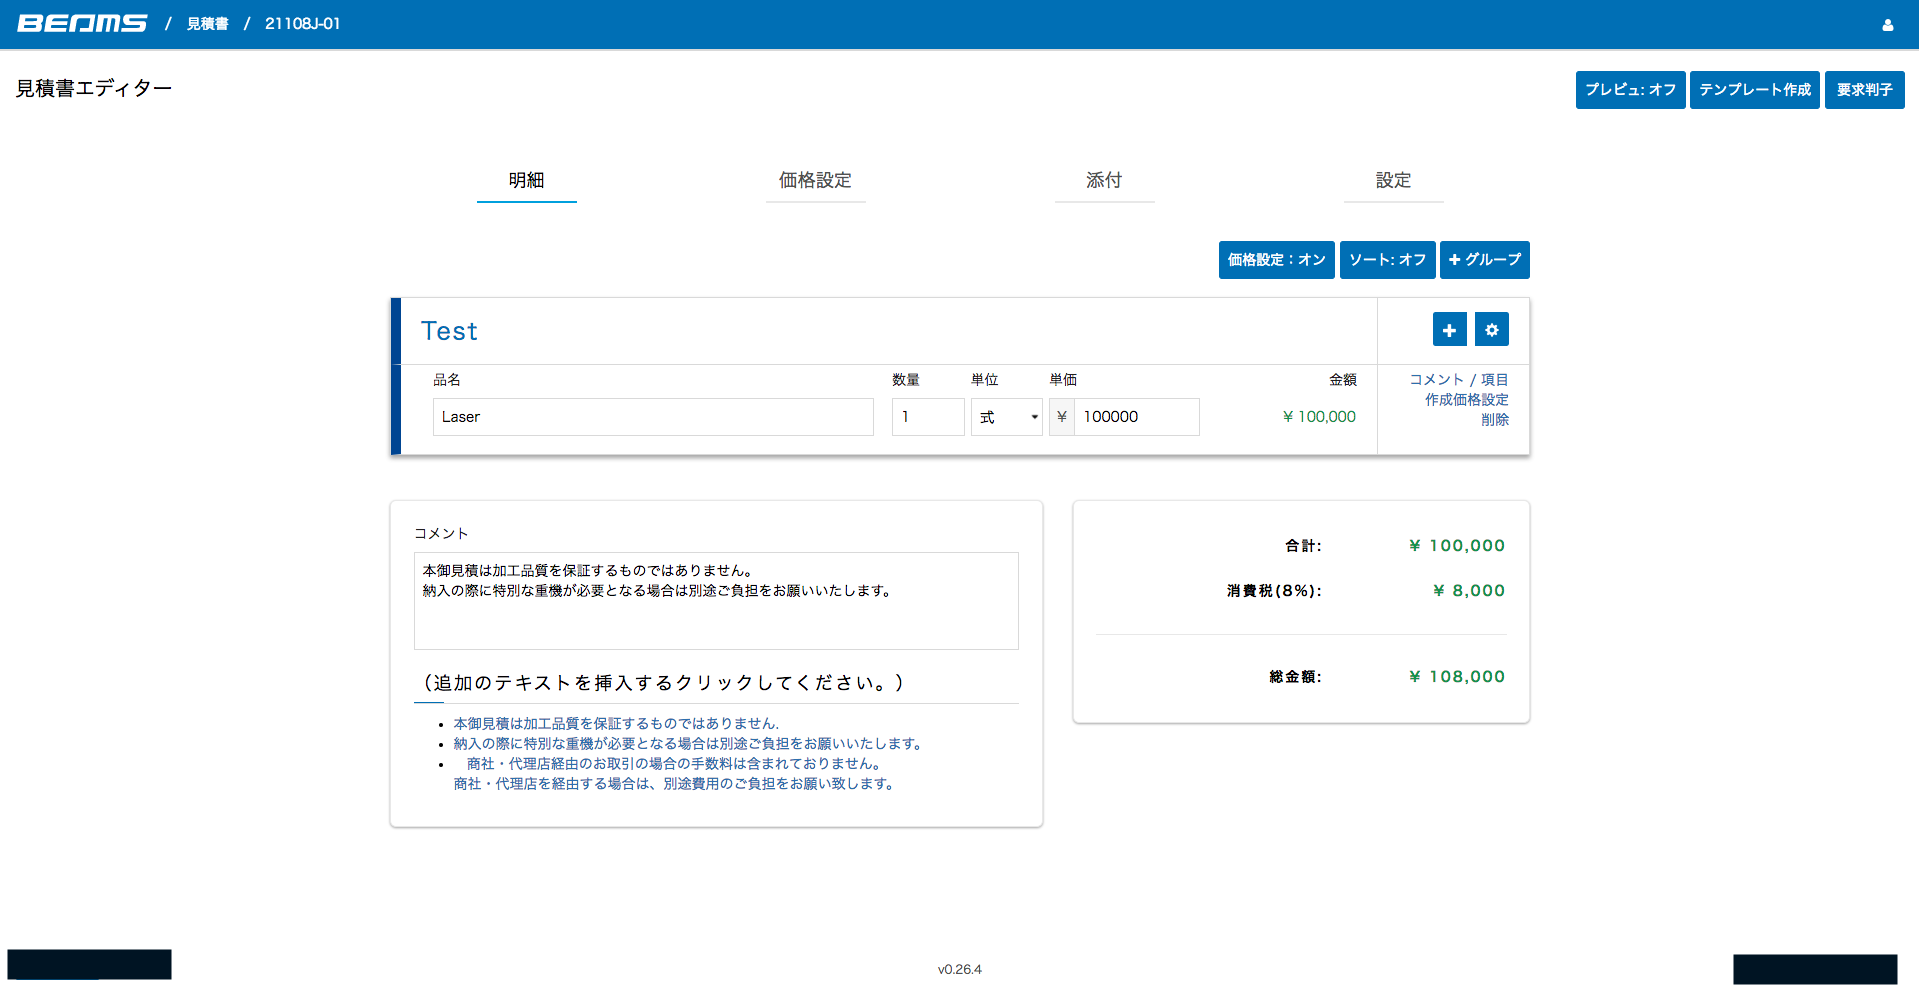 BEAMS / 見積書 / 21108J-01
見積書エディター
プレビュ: オフ
テンプレート作成
要求判子
明細
価格設定
添付
設定
価格設定：オン
ソート: オフ
+ グループ
Test
品名
数量
単位
単価
金額
Laser
1
式
¥
100000
¥ 100,000
コメント / 項目
作成価格設定
削除
コメント
本御見積は加工品質を保証するものではありません。
納入の際に特別な重機が必要となる場合は別途ご負担をお願いいたします。
（追加のテキストを挿入するクリックしてください。）
本御見積は加工品質を保証するものではありません.
納入の際に特別な重機が必要となる場合は別途ご負担をお願いいたします。
商社・代理店経由のお取引の場合の手数料は含まれておりません。
商社・代理店を経由する場合は、別途費用のご負担をお願い致します。
合計: ¥ 100,000
消費税(8%): ¥ 8,000
総金額: ¥ 108,000
v0.26.4